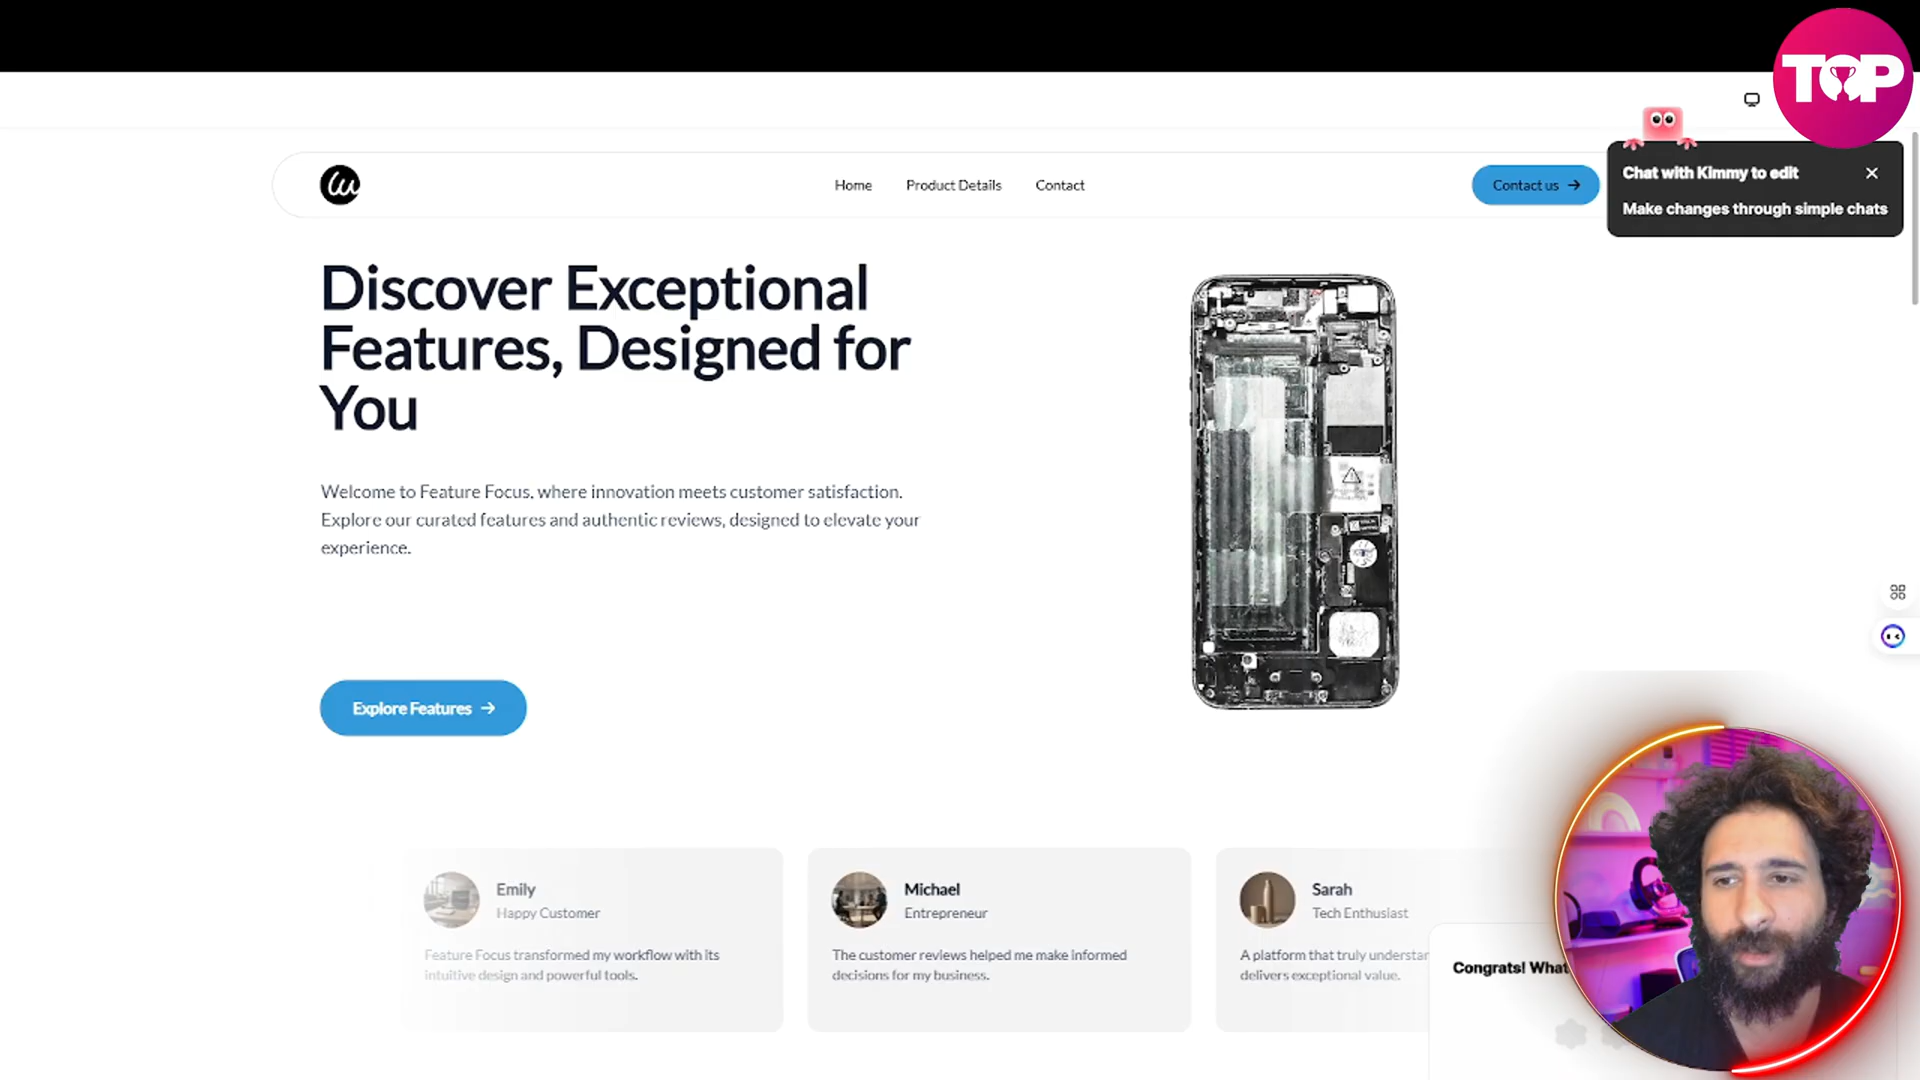 TOP
Chat with Kimmy to edit
Make changes through simple chats
Home
Product Details
Contact
Contact us
Discover Exceptional
Features, Designed for
You
Welcome to Feature Focus, where innovation meets customer satisfaction.
Explore our curated features and authentic reviews, designed to elevate your
experience.
Explore Features
Emily
Happy Customer
Feature Focus transformed my workflow with its
intuitive design and powerful tools.
Michael
Entrepreneur
The customer reviews helped me make informed
decisions for my business.
Sarah
Tech Enthusiast
A platform that truly understan
delivers exceptional value.
Congrats! What